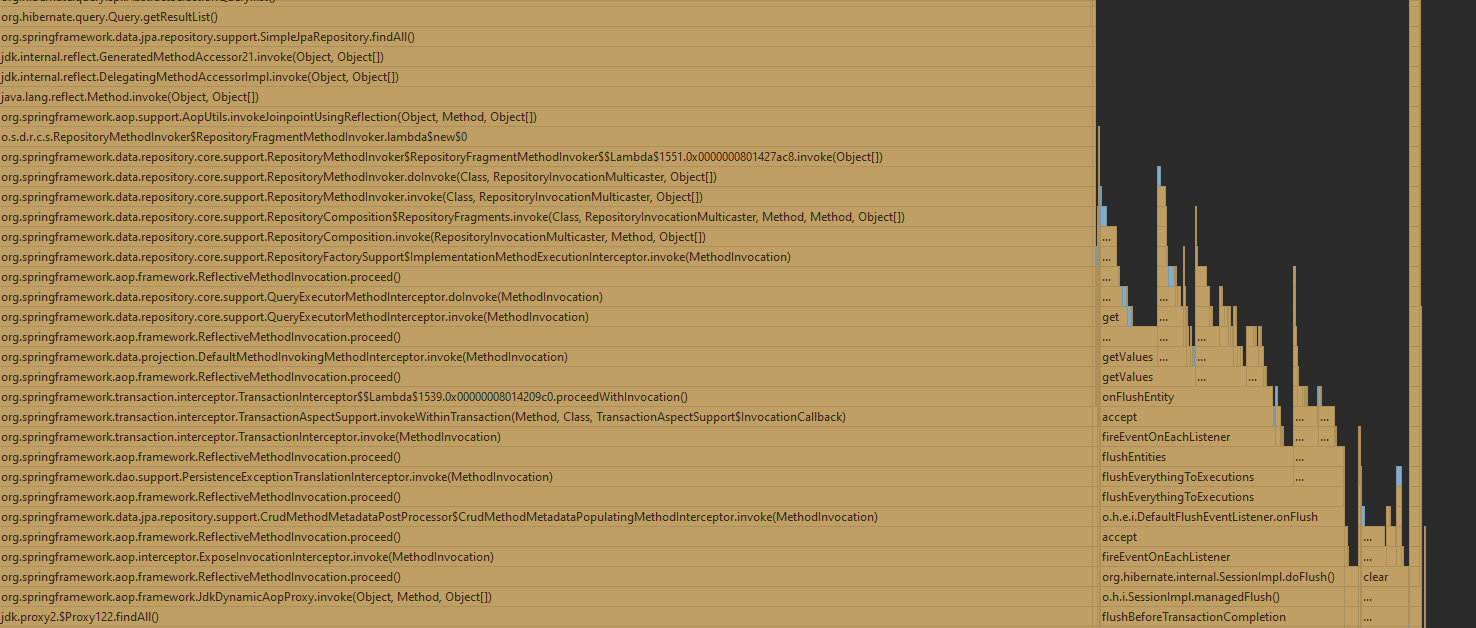 org.hibernate.query.Query.getResultList()
org.springframework.data.jpa.repository.support.SimpleJpaRepository.findAll()
jdk.internal.reflect.GeneratedMethodAccessor21.invoke(Object, Object[])
jdk.internal.reflect.DelegatingMethodAccessorImpl.invoke(Object, Object[])
java.lang.reflect.Method.invoke(Object, Object[])
org.springframework.aop.support.AopUtils.invokeJoinpointUsingReflection(Object, Method, Object[])
o.s.d.r.c.s.RepositoryMethodInvoker$RepositoryFragmentMethodInvoker.lambda$new$0
org.springframework.data.repository.core.support.RepositoryMethodInvoker$RepositoryFragmentMethodInvoker$$Lambda$1551.0x0000000801427ac8.invoke(Object[])
org.springframework.data.repository.core.support.RepositoryMethodInvoker.doInvoke(Class, RepositoryInvocationMulticaster, Object[])
org.springframework.data.repository.core.support.RepositoryMethodInvoker.invoke(Class, RepositoryInvocationMulticaster, Object[])
org.springframework.data.repository.core.support.RepositoryComposition$RepositoryFragments.invoke(Class, RepositoryInvocationMulticaster, Method, Method, Object[])
org.springframework.data.repository.core.support.RepositoryComposition.invoke(RepositoryInvocationMulticaster, Method, Object[]) ...
org.springframework.data.repository.core.support.RepositoryFactorySupport$ImplementationMethodExecutionInterceptor.invoke(MethodInvocation) ...
org.springframework.aop.framework.ReflectiveMethodInvocation.proceed() ...
org.springframework.data.repository.core.support.QueryExecutorMethodInterceptor.doInvoke(MethodInvocation) ... ...
org.springframework.data.repository.core.support.QueryExecutorMethodInterceptor.invoke(MethodInvocation) get ...
org.springframework.aop.framework.ReflectiveMethodInvocation.proceed() ... ... ...
org.springframework.data.projection.DefaultMethodInvokingMethodInterceptor.invoke(MethodInvocation) getValues ... ...
org.springframework.aop.framework.ReflectiveMethodInvocation.proceed() getValues ... ...
org.springframework.transaction.interceptor.TransactionInterceptor$$Lambda$1539.0x00000008014209c0.proceedWithInvocation() onFlushEntity
org.springframework.transaction.interceptor.TransactionAspectSupport.invokeWithinTransaction(Method, Class, TransactionAspectSupport$InvocationCallback) accept ... ...
org.springframework.transaction.interceptor.TransactionInterceptor.invoke(MethodInvocation) fireEventOnEachListener ... ...
org.springframework.aop.framework.ReflectiveMethodInvocation.proceed() flushEntities ...
org.springframework.dao.support.PersistenceExceptionTranslationInterceptor.invoke(MethodInvocation) flushEverythingToExecutions ...
org.springframework.aop.framework.ReflectiveMethodInvocation.proceed() flushEverythingToExecutions
org.springframework.data.jpa.repository.support.CrudMethodMetadataPostProcessor$CrudMethodMetadataPopulatingMethodInterceptor.invoke(MethodInvocation) o.h.e.i.DefaultFlushEventListener.onFlush
org.springframework.aop.framework.ReflectiveMethodInvocation.proceed() accept ...
org.springframework.aop.interceptor.ExposeInvocationInterceptor.invoke(MethodInvocation) fireEventOnEachListener ...
org.springframework.aop.framework.ReflectiveMethodInvocation.proceed() org.hibernate.internal.SessionImpl.doFlush() clear
org.springframework.aop.framework.JdkDynamicAopProxy.invoke(Object, Method, Object[]) o.h.i.SessionImpl.managedFlush() ...
jdk.proxy2.$Proxy122.findAll() flushBeforeTransactionCompletion ...